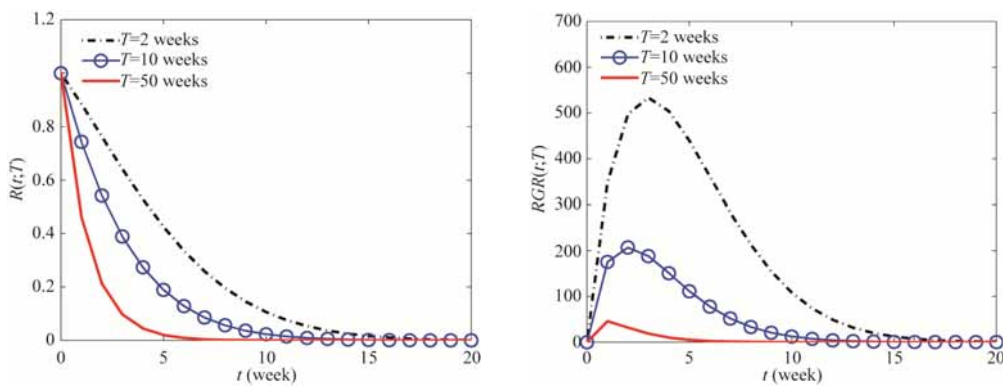 1.2
1
0.8
0.6
0.4
0.2
0
R(t;T)
T=2 weeks
T=10 weeks
T=50 weeks
0 5 10 15 20
t (week)
700
600
500
400
300
200
100
0
RGR(t;T)
T=2 weeks
T=10 weeks
T=50 weeks
0 5 10 15 20
t (week)